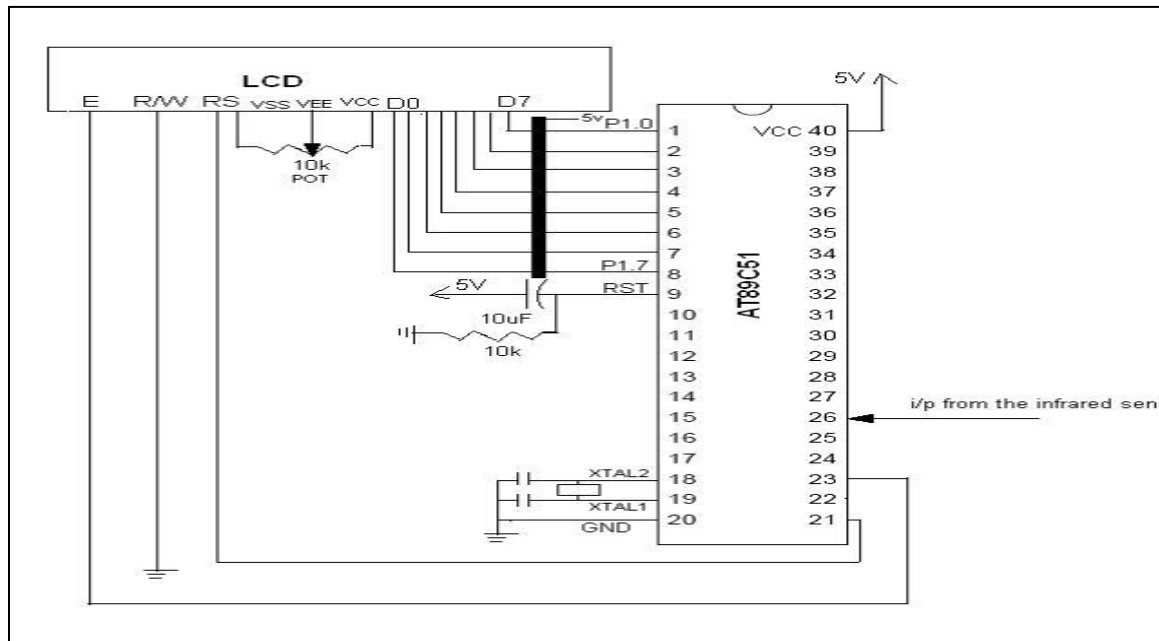 LCD
E R/W RS VSS VEE VCC D0 D7
10k
POT
5V
5v
P1.0
P1.7
RST
5V
10uF
10k
XTAL2
XTAL1
GND
1 VCC 40
2 39
3 38
4 37
5 36
6 35
7 34
8 33
9 32
10 31
11 30
12 29
13 28
14 27
15 26
16 25
17 24
18 23
19 22
20 21
AT89C51
i/p from the infrared sen